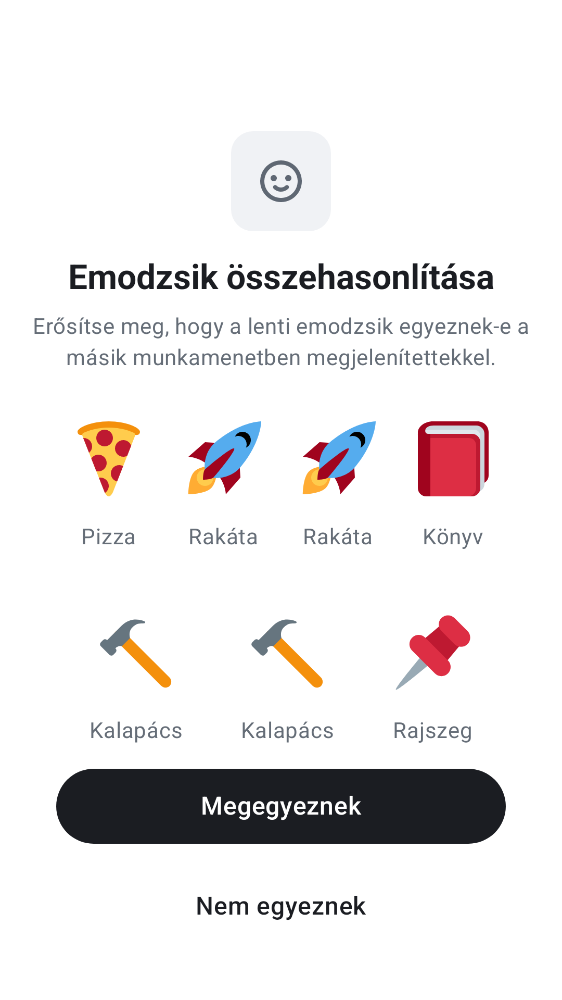 Emodzsik összehasonlítása
Erősítse meg, hogy a lenti emodzsik egyeznek-e a
másik munkamenetben megjelenítettekkel.
Pizza Rakáta Rakáta Könyv
Kalapács Kalapács Rajszeg
Megegyeznek
Nem egyeznek